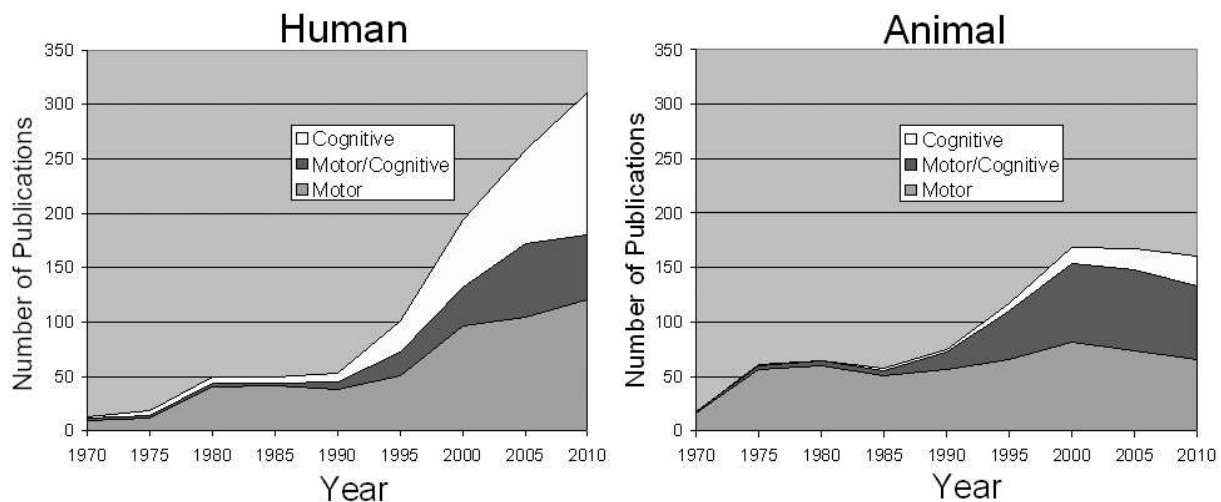 Human
Number of Publications
350
300
250
200
150
100
50
0
Cognitive
Motor/Cognitive
Motor
1970 1975 1980 1985 1990 1995 2000 2005 2010
Year
Animal
Number of Publications
350
300
250
200
150
100
50
0
Cognitive
Motor/Cognitive
Motor
1970 1975 1980 1985 1990 1995 2000 2005 2010
Year